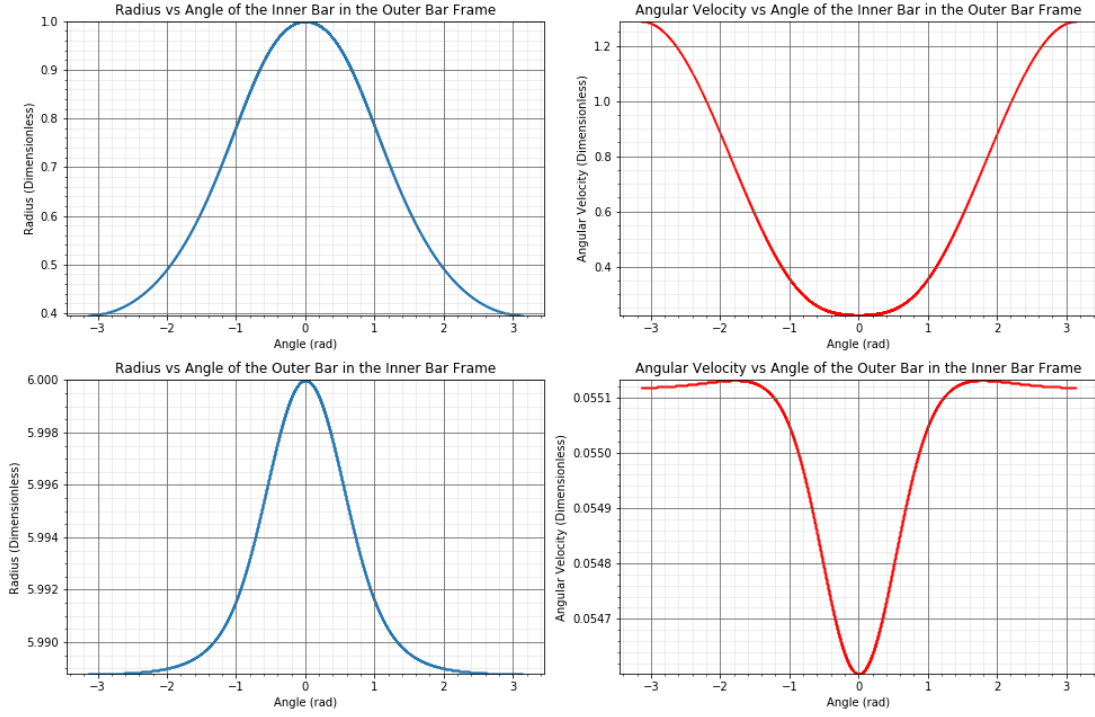 Radius vs Angle of the Inner Bar in the Outer Bar Frame
1.0
0.9
0.8
0.7
0.6
0.5
0.4
Radius (Dimensionless)
−3 −2 −1 0 1 2 3
Angle (rad)
Angular Velocity vs Angle of the Inner Bar in the Outer Bar Frame
1.2
1.0
0.8
0.6
0.4
Angular Velocity (Dimensionless)
−3 −2 −1 0 1 2 3
Angle (rad)
Radius vs Angle of the Outer Bar in the Inner Bar Frame
6.000
5.998
5.996
5.994
5.992
5.990
Radius (Dimensionless)
−3 −2 −1 0 1 2 3
Angle (rad)
Angular Velocity vs Angle of the Outer Bar in the Inner Bar Frame
0.0551
0.0550
0.0549
0.0548
0.0547
Angular Velocity (Dimensionless)
−3 −2 −1 0 1 2 3
Angle (rad)